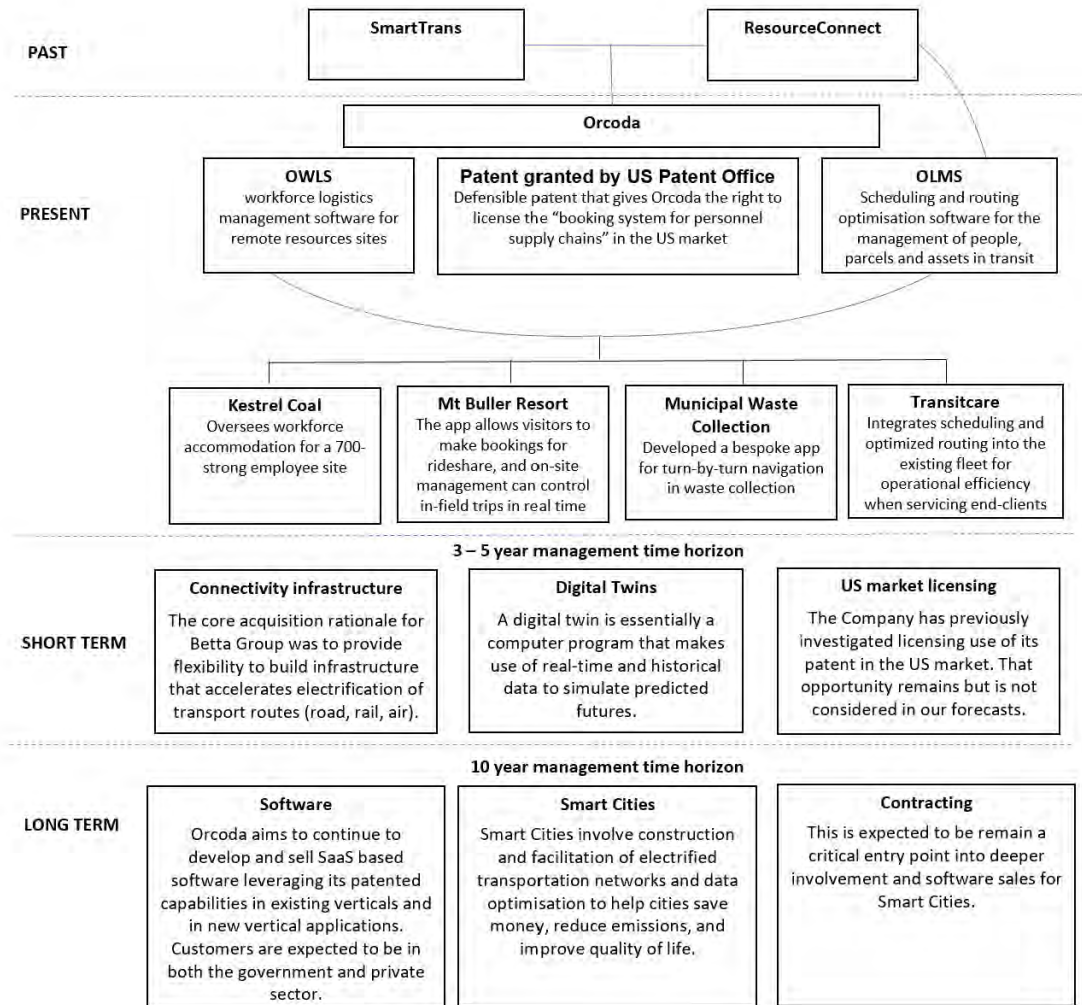 SmartTrans
ResourceConnect
PAST
Orcoda
PRESENT
OWLS
workforce logistics
management software for
remote resources sites
Patent granted by US Patent Office
Defensible patent that gives Orcoda the right to
license the “booking system for personnel
supply chains” in the US market
OLMS
Scheduling and routing
optimisation software for the
management of people,
parcels and assets in transit
Kestrel Coal
Oversees workforce
accommodation for a 700-
strong employee site
Mt Buller Resort
The app allows visitors to
make bookings for
rideshare, and on-site
management can control
in-field trips in real time
Municipal Waste
Collection
Developed a bespoke app
for turn-by-turn navigation
in waste collection
Transitcare
Integrates scheduling and
optimized routing into the
existing fleet for
operational efficiency
when servicing end-clients
3 – 5 year management time horizon
SHORT TERM
Connectivity infrastructure
The core acquisition rationale for
Betta Group was to provide
flexibility to build infrastructure
that accelerates electrification of
transport routes (road, rail, air).
Digital Twins
A digital twin is essentially a
computer program that makes
use of real-time and historical
data to simulate predicted
futures.
US market licensing
The Company has previously
investigated licensing use of its
patent in the US market. That
opportunity remains but is not
considered in our forecasts.
10 year management time horizon
LONG TERM
Software
Orcoda aims to continue to
develop and sell SaaS based
software leveraging its patented
capabilities in existing verticals and
in new vertical applications.
Customers are expected to be in
both the government and private
sector.
Smart Cities
Smart Cities involve construction
and facilitation of electrified
transportation networks and data
optimisation to help cities save
money, reduce emissions, and
improve quality of life.
Contracting
This is expected to be remain a
critical entry point into deeper
involvement and software sales for
Smart Cities.